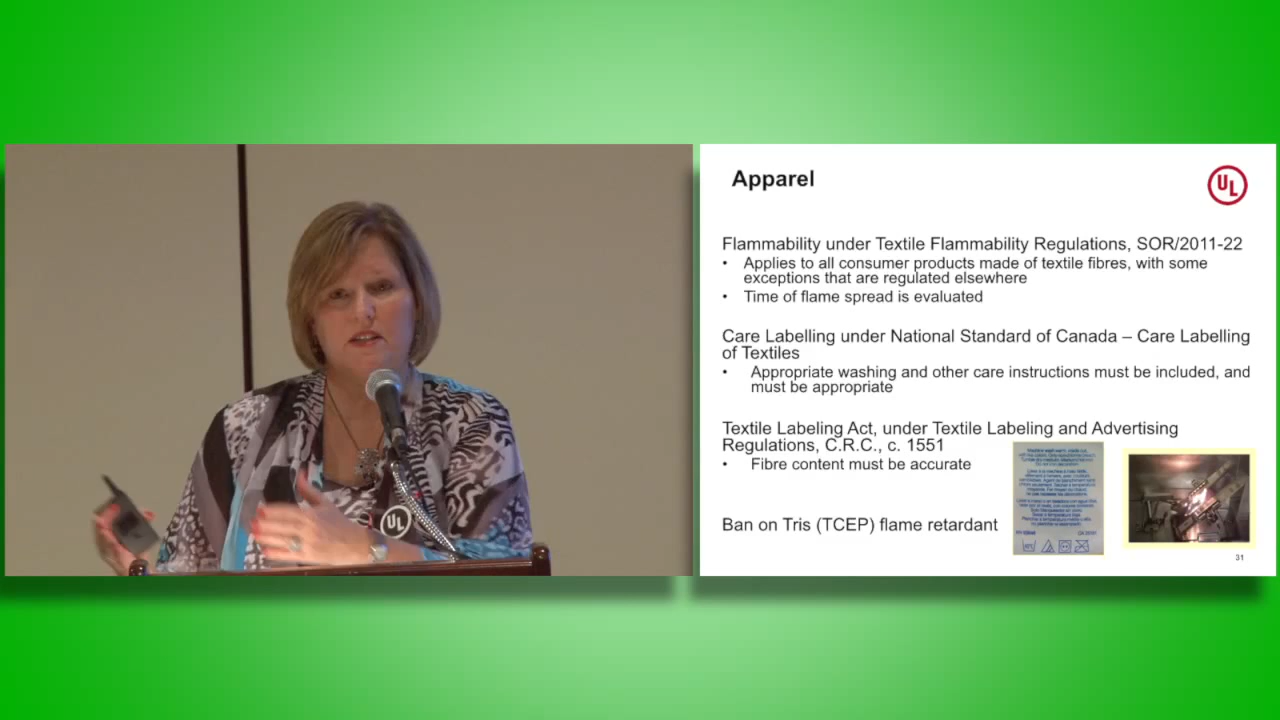 Apparel
UL
Flammability under Textile Flammability Regulations, SOR/2011-22
• Applies to all consumer products made of textile fibres, with some
exceptions that are regulated elsewhere
• Time of flame spread is evaluated
Care Labelling under National Standard of Canada – Care Labelling
of Textiles
• Appropriate washing and other care instructions must be included, and
must be appropriate
Textile Labeling Act, under Textile Labeling and Advertising
Regulations, C.R.C., c. 1551
• Fibre content must be accurate
Ban on Tris (TCEP) flame retardant
31
UL